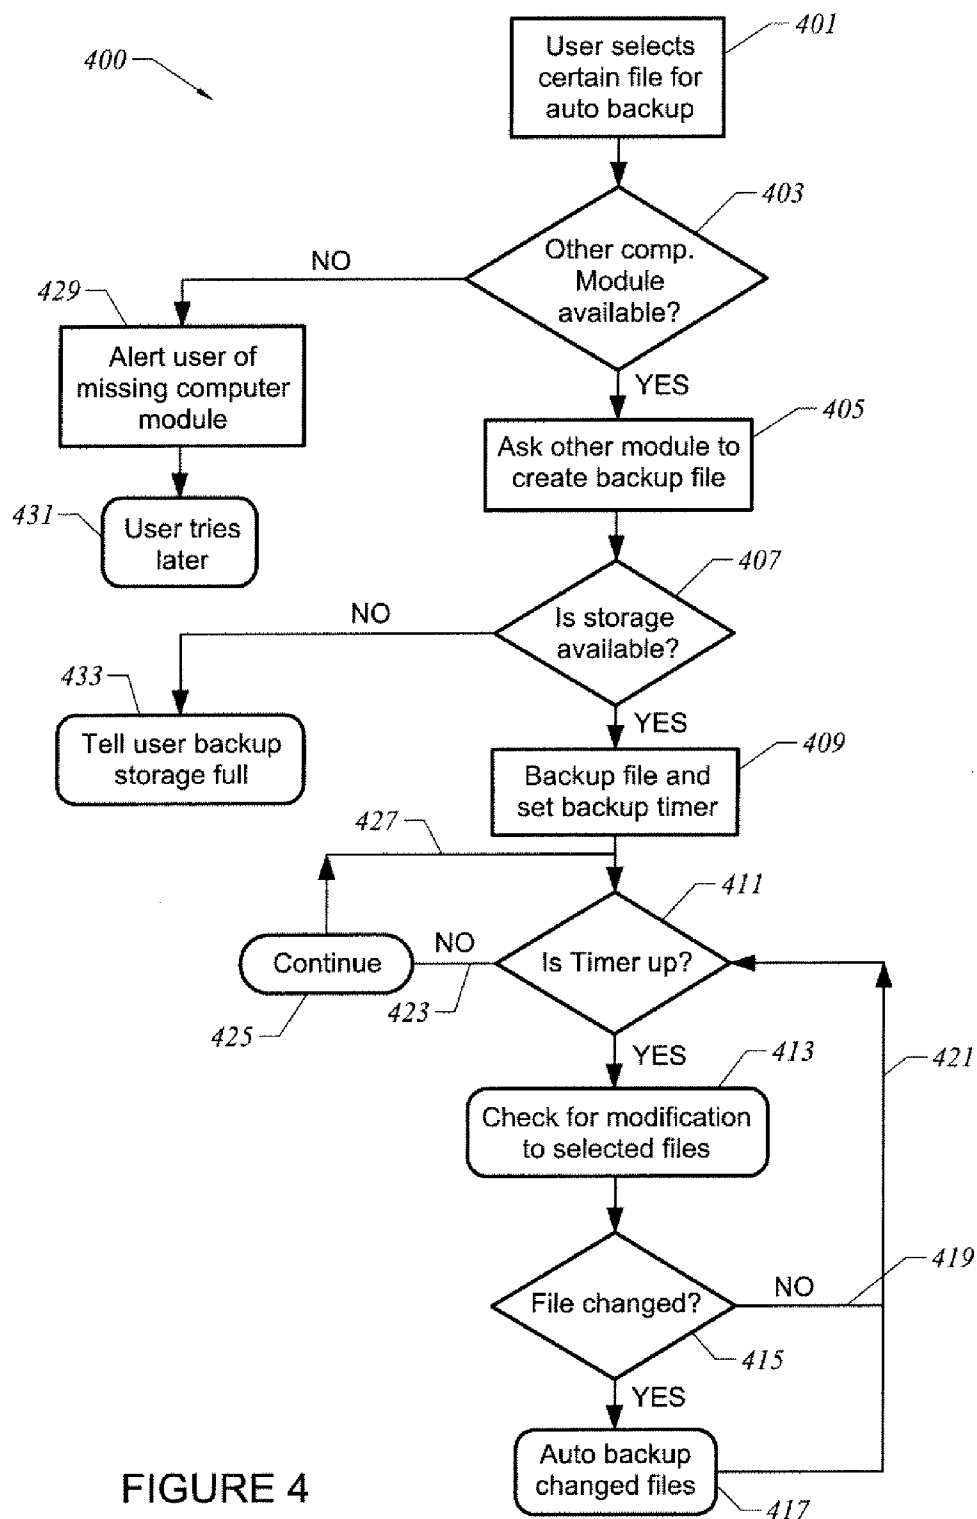 400
401
User selects
certain file for
auto backup
403
Other comp.
Module
available?
NO
YES
429
Alert user of
missing computer
module
405
Ask other module to
create backup file
431
User tries
later
407
Is storage
available?
NO
YES
433
Tell user backup
storage full
409
Backup file and
set backup timer
427
411
Is Timer up?
NO
Continue
423
425
YES
413
421
Check for modification
to selected files
419
File changed?
NO
415
YES
Auto backup
changed files
417
FIGURE 4